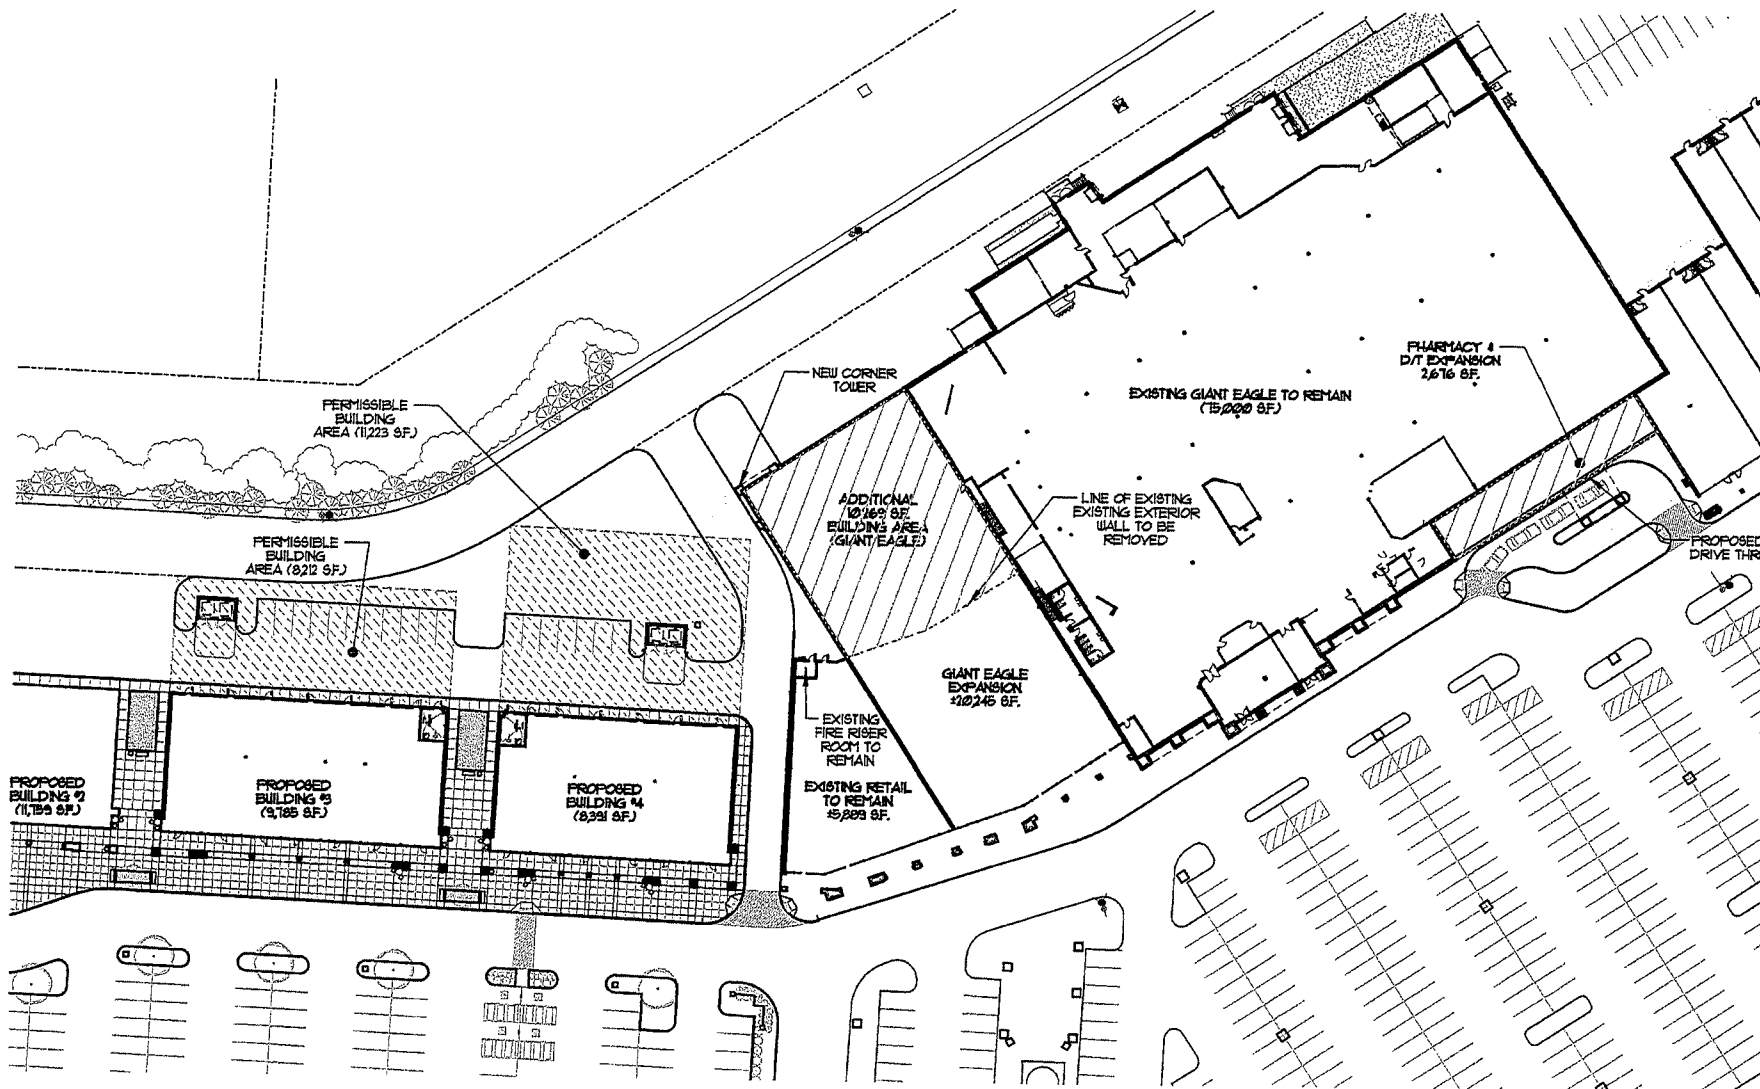 NEW CORNER
TOWER
PERMISSIBLE
BUILDING
AREA (11,223 S.F.)
PHARMACY &
D/T EXPANSION
2,676 S.F.
EXISTING GIANT EAGLE TO REMAIN
(75,000 S.F.)
ADDITIONAL
10,269 S.F.
BUILDING AREA
(GIANT EAGLE)
LINE OF EXISTING
EXISTING EXTERIOR
WALL TO BE
REMOVED
PERMISSIBLE
BUILDING
AREA (8,212 S.F.)
PROPOSED
DRIVE THR
GIANT EAGLE
EXPANSION
±20,245 S.F.
EXISTING
FIRE RISER
ROOM TO
REMAIN
EXISTING RETAIL
TO REMAIN
±5,889 S.F.
PROPOSED
BUILDING #2
(11,759 S.F.)
PROPOSED
BUILDING #3
(9,785 S.F.)
PROPOSED
BUILDING #4
(8,391 S.F.)